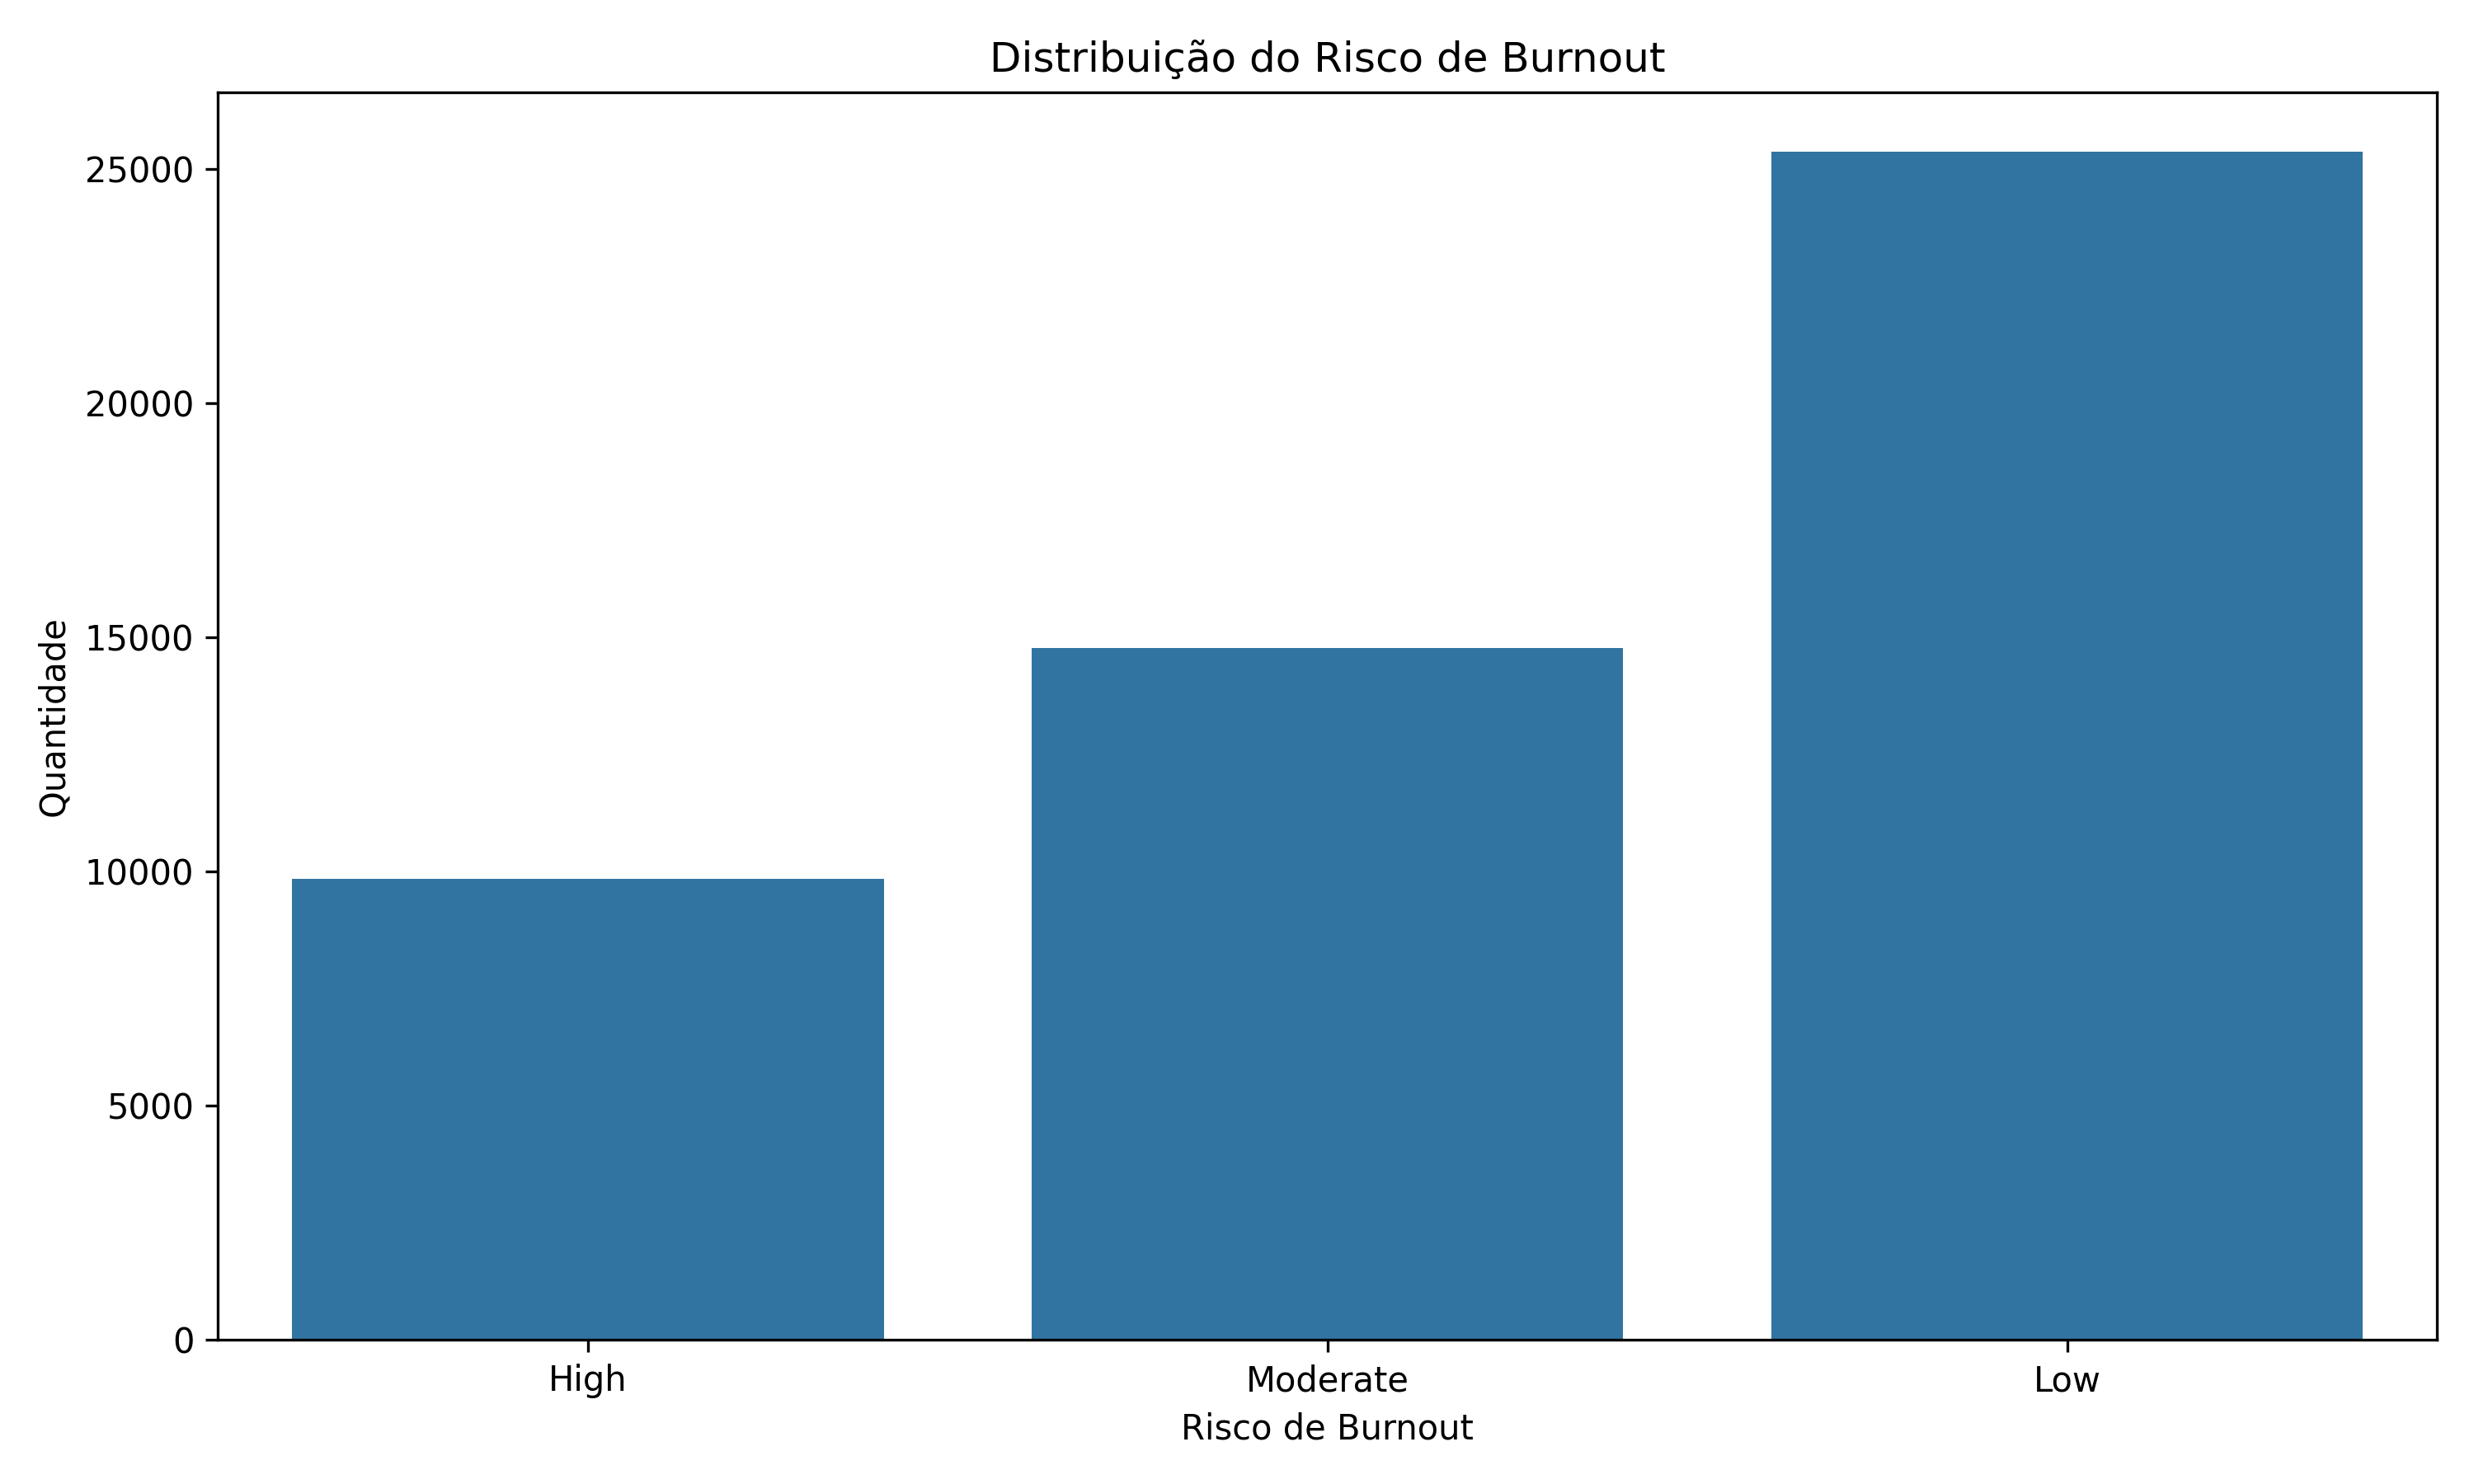 Distribuição do Risco de Burnout
Quantidade
25000
20000
15000
10000
5000
0
High
Moderate
Low
Risco de Burnout